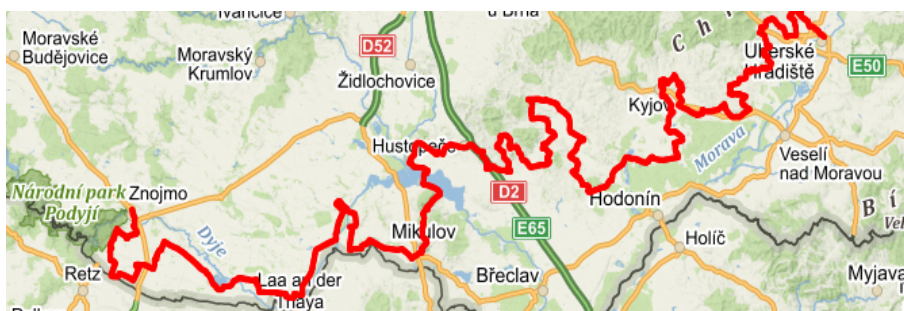 Ivančice
u Brna
Moravské
Budějovice
Moravský
Krumlov
D52
Židlochovice
Ch ř i
Uherské
Hradiště
E50
Kyjov
Morava
Hustopeče
Veselí
nad Moravou
Národní park
Podyjí
Znojmo
D2
Hodonín
B í
Dyje
Mikulov
E65
Holíč
Retz
Laa an der
Thaya
Břeclav
Myjava